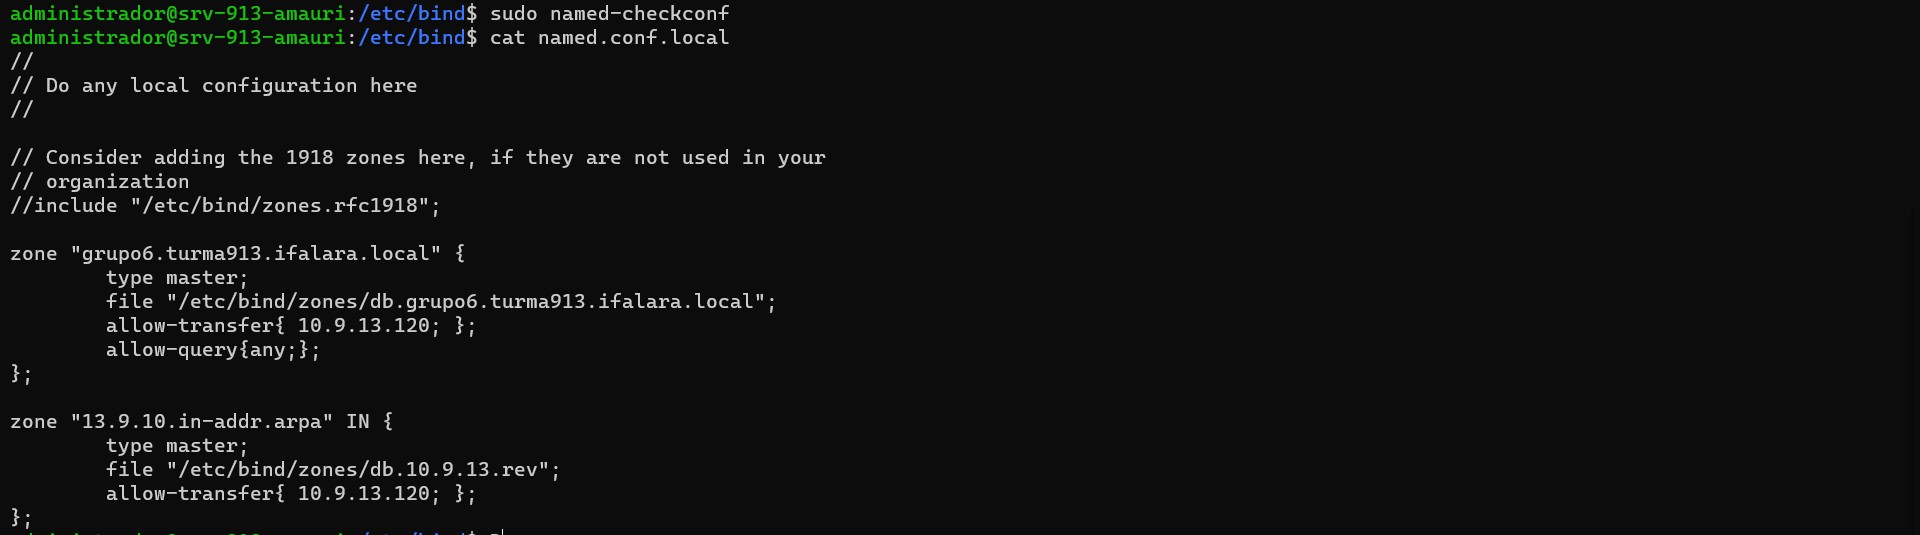 administrador@srv-913-amauri:/etc/bind$ sudo named-checkconf
administrador@srv-913-amauri:/etc/bind$ cat named.conf.local
//
// Do any local configuration here
//
// Consider adding the 1918 zones here, if they are not used in your
// organization
//include "/etc/bind/zones.rfc1918";
zone "grupo6.turma913.ifalara.local" {
        type master;
        file "/etc/bind/zones/db.grupo6.turma913.ifalara.local";
        allow-transfer{ 10.9.13.120; };
        allow-query{any;};
};
zone "13.9.10.in-addr.arpa" IN {
        type master;
        file "/etc/bind/zones/db.10.9.13.rev";
        allow-transfer{ 10.9.13.120; };
};